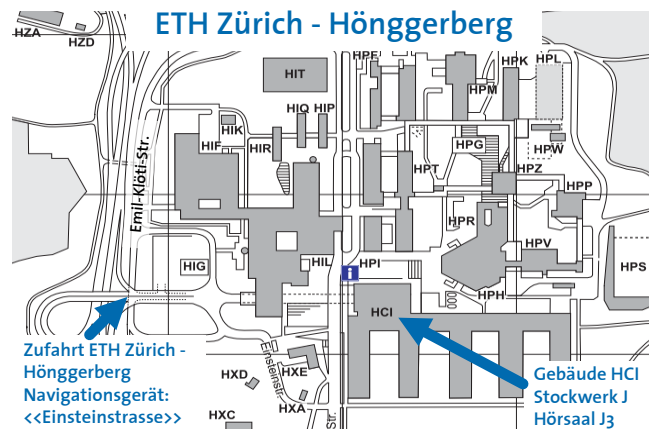 ETH Zürich - Hönggerberg
HZA
HZD
HPF
HPK
HPL
HIT
HPM
HIQ
HIP
HIK
HIF
HIR
HPG
HPW
HPT
HPZ
HPP
Emil-Klöti-Str.
HPR
HPV
HIG
HIL
HPI
i
HPS
HPH
HCI
Zufahrt ETH Zürich -
Hönggerberg
Navigationsgerät:
<<Einsteinstrasse>>
Einsteinstr.
HXE
HXD
HXA
HXC
Str.
Gebäude HCI
Stockwerk J
Hörsaal J3